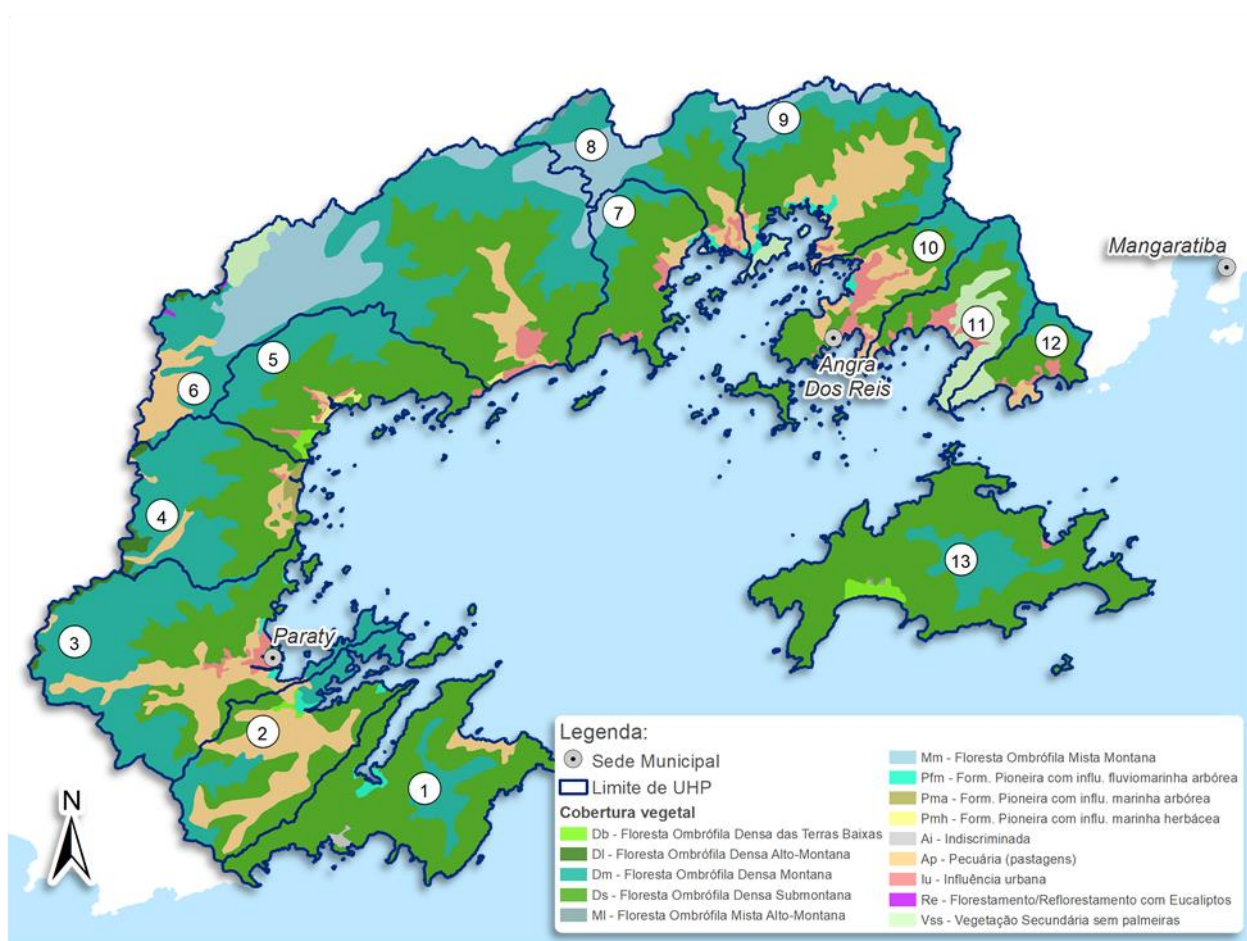 9
8
7
10
Mangaratiba
11
12
5
Angra
Dos Reis
6
4
13
3
Paratý
2
1
N
Legenda:
Sede Municipal
Limite de UHP
Cobertura vegetal
Db - Floresta Ombrófila Densa das Terras Baixas
Dl - Floresta Ombrófila Densa Alto-Montana
Dm - Floresta Ombrófila Densa Montana
Ds - Floresta Ombrófila Densa Submontana
Ml - Floresta Ombrófila Mista Alto-Montana
Mm - Floresta Ombrófila Mista Montana
Pfm - Form. Pioneira com influ. fluviomarinha arbórea
Pma - Form. Pioneira com influ. marinha arbórea
Pmh - Form. Pioneira com influ. marinha herbácea
Ai - Indiscriminada
Ap - Pecuária (pastagens)
Iu - Influência urbana
Re - Florestamento/Reflorestamento com Eucaliptos
Vss - Vegetação Secundária sem palmeiras